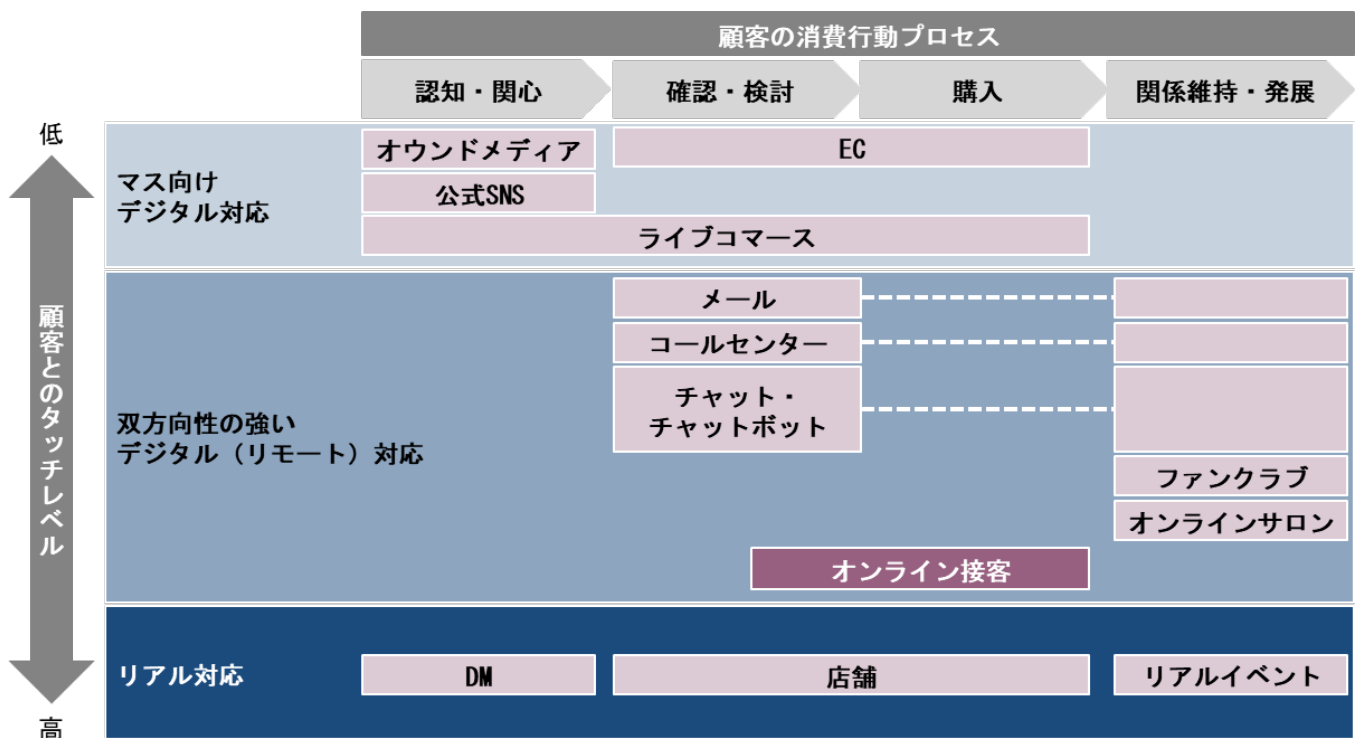 顧客の消費行動プロセス
認知・関心
確認・検討
購入
関係維持・発展
低
顧客とのタッチレベル
高
マス向け
デジタル対応
オウンドメディア
EC
公式SNS
ライブコマース
双方向性の強い
デジタル（リモート）対応
メール
コールセンター
チャット・
チャットボット
ファンクラブ
オンラインサロン
オンライン接客
リアル対応
DM
店舗
リアルイベント